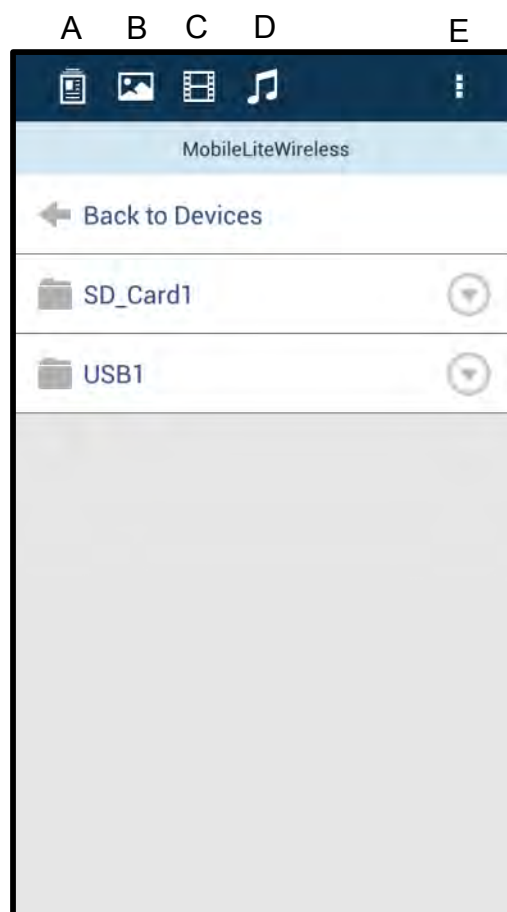 A B C D E
MobileLiteWireless
Back to Devices
SD_Card1
USB1